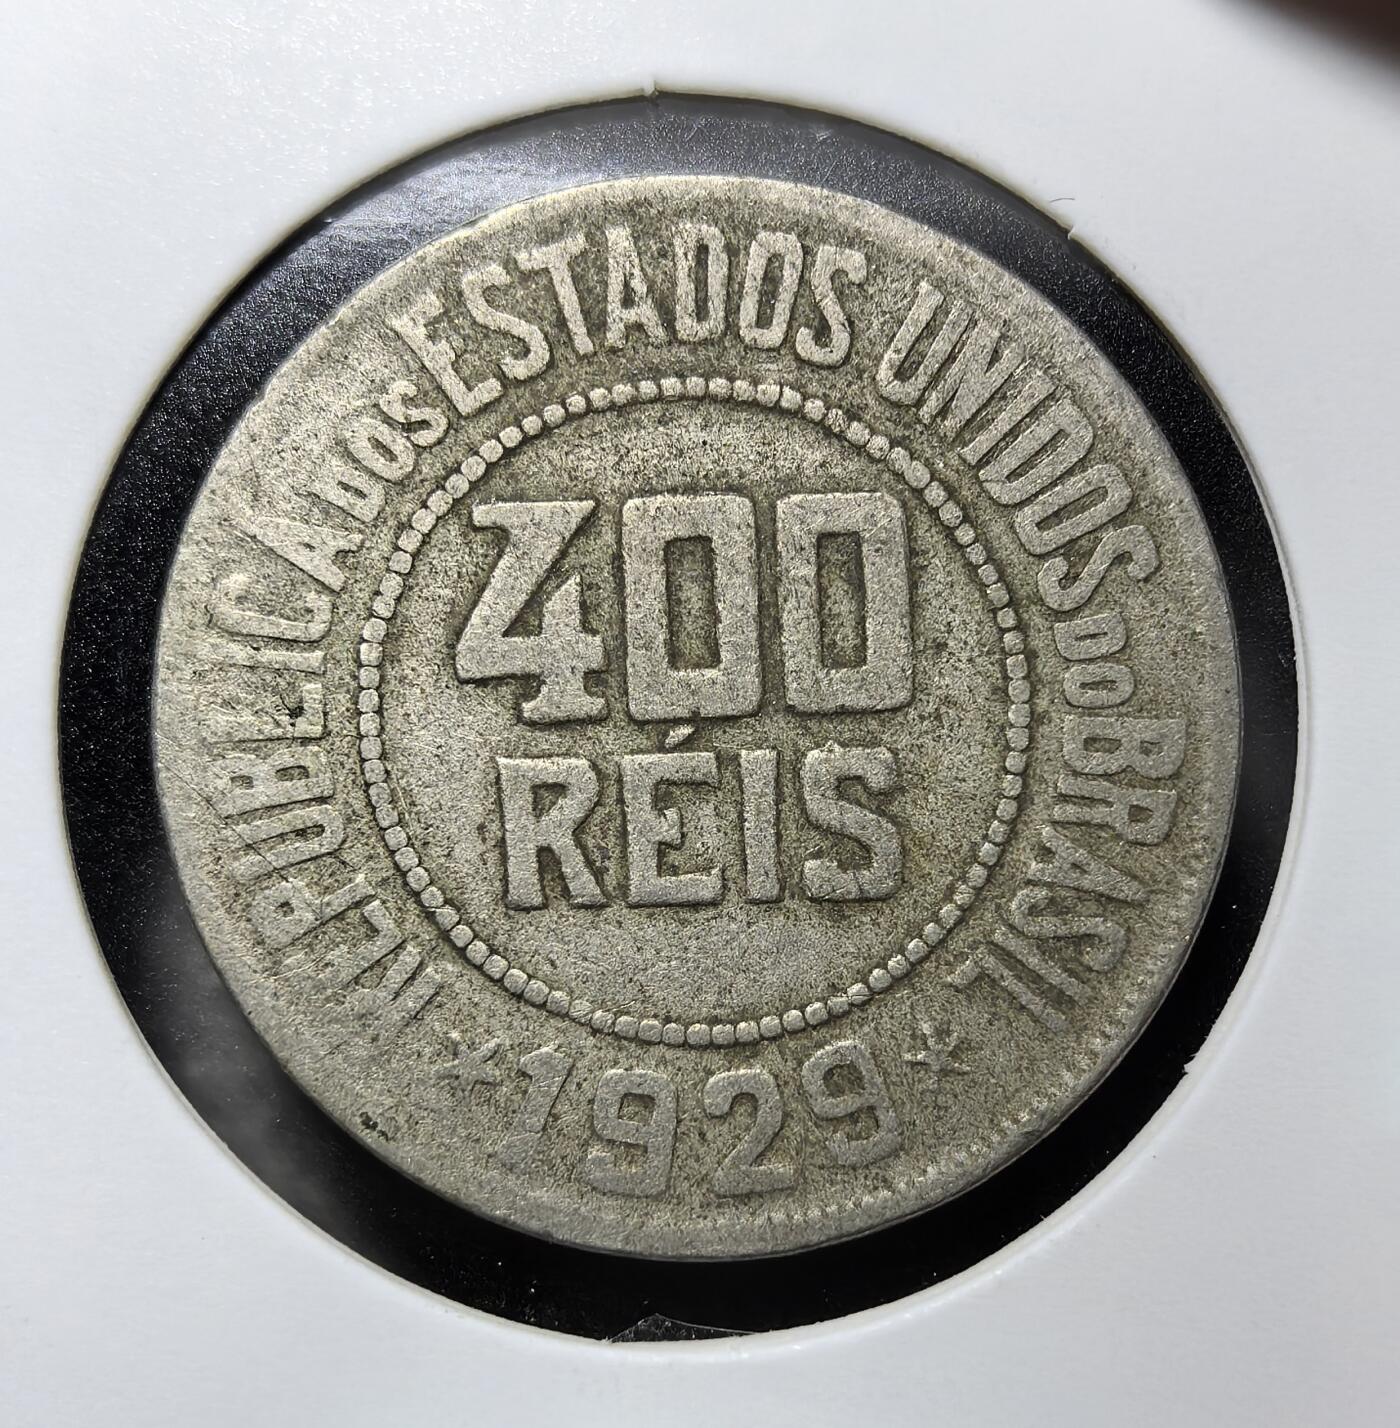 REPUBLICA DOS ESTADOS UNIDOS DO BRASIL
400
RÉIS
* 1929 *